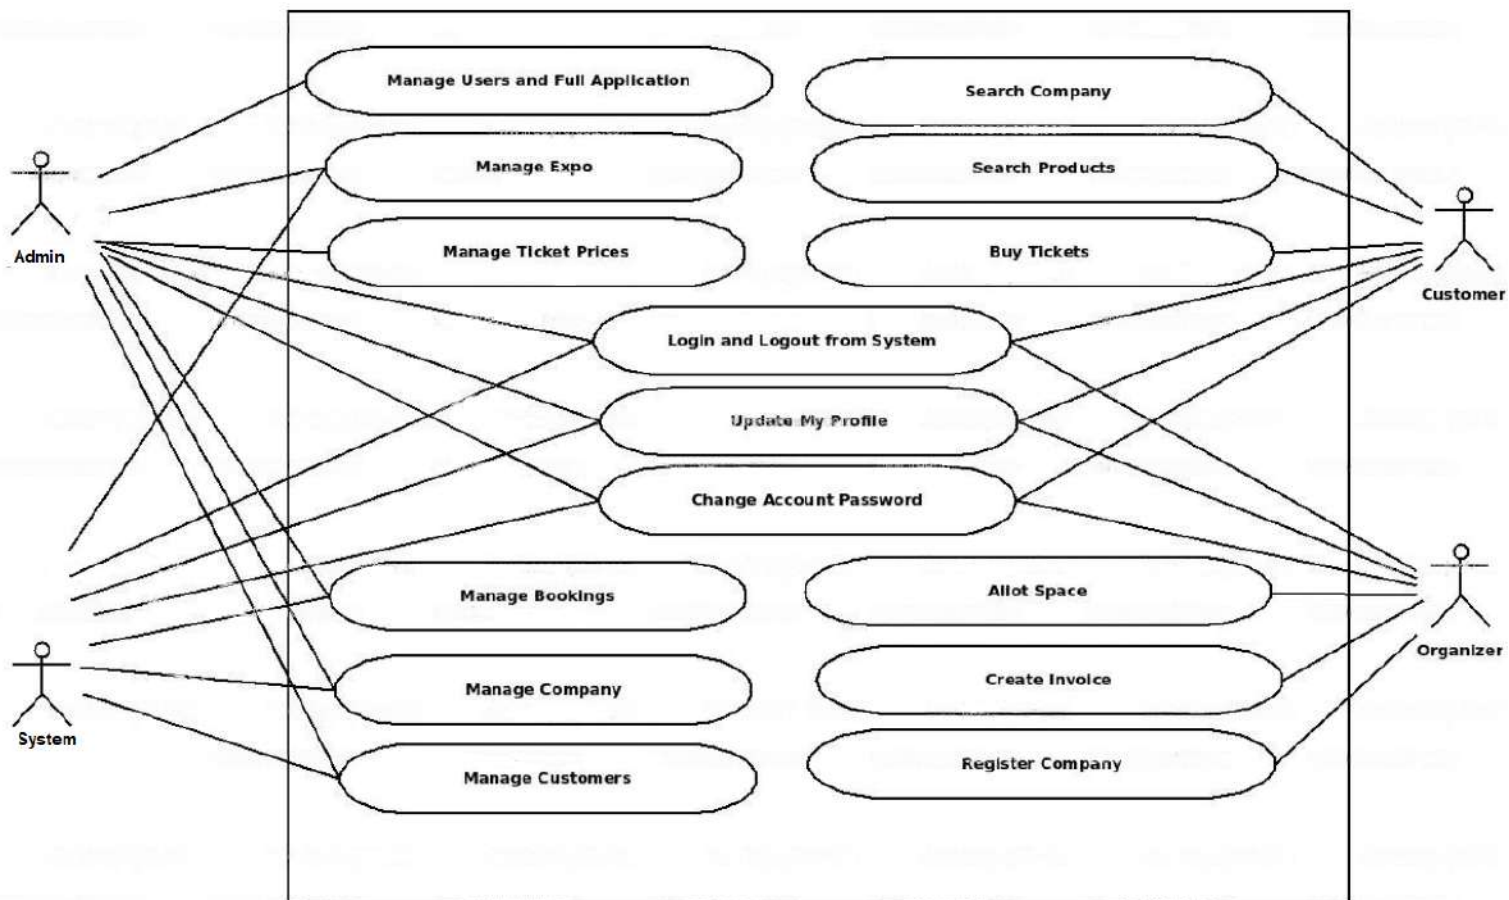 Manage Users and Full Application
Search Company
Manage Expo
Search Products
Admin
Manage Ticket Prices
Buy Tickets
Customer
Login and Logout from System
Update My Profile
Change Account Password
Manage Bookings
Allot Space
Organizer
Manage Company
Create Invoice
System
Manage Customers
Register Company